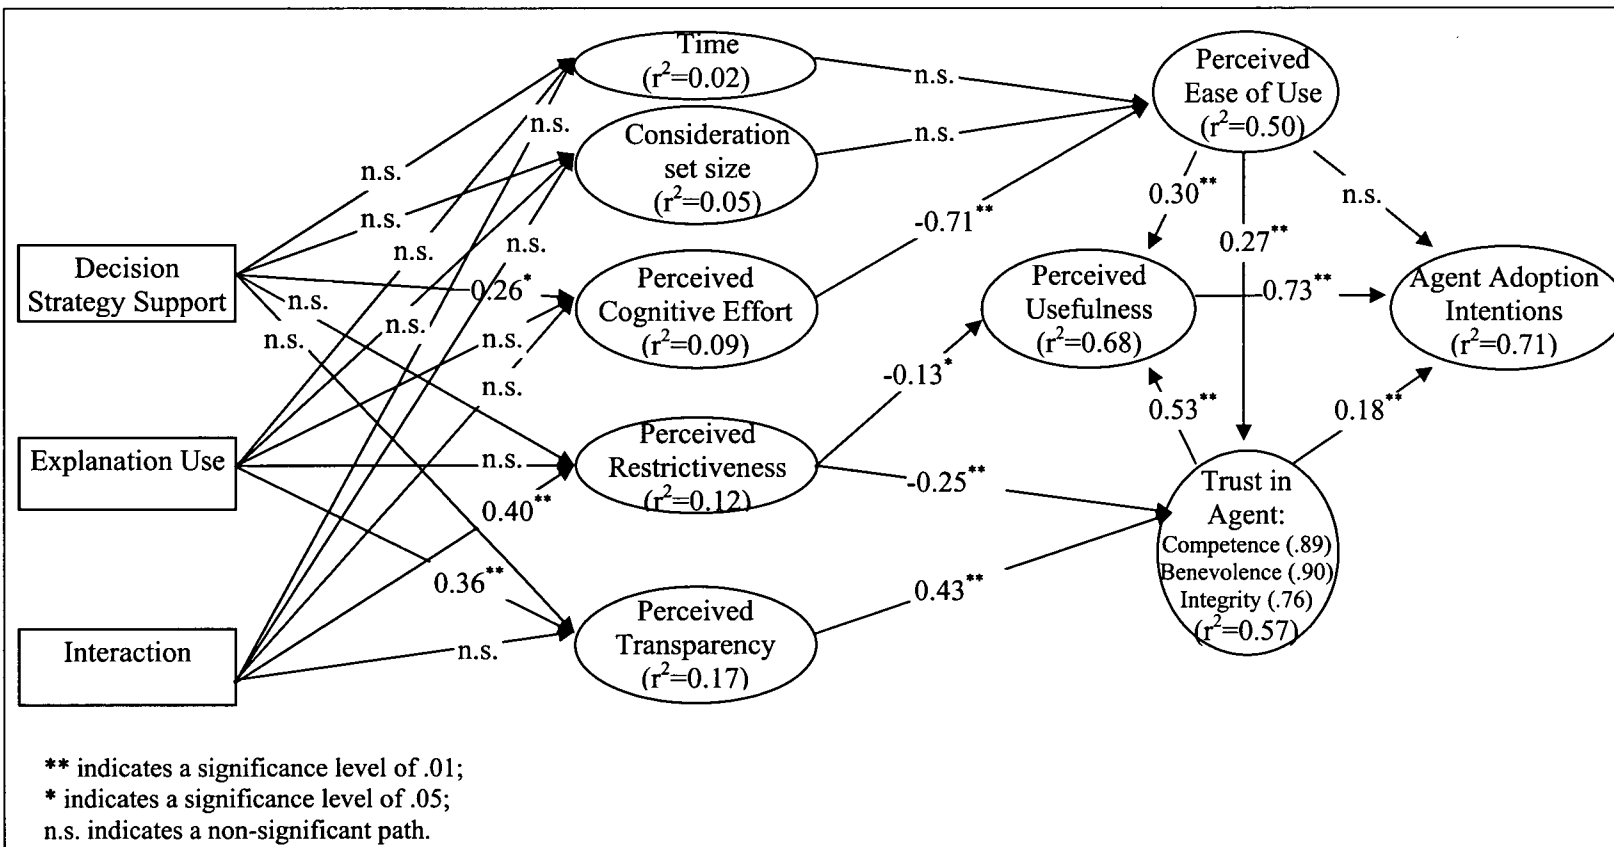 Time
(r²=0.02)
n.s.
Perceived
Ease of Use
(r²=0.50)
n.s.
Consideration
set size
(r²=0.05)
n.s.
n.s.
n.s.
n.s.
n.s.
-0.71**
0.30**
n.s.
0.27**
Decision
Strategy Support
n.s.
0.26*
n.s.
n.s.
n.s.
n.s.
Perceived
Cognitive Effort
(r²=0.09)
Perceived
Usefulness
(r²=0.68)
0.73**
Agent Adoption
Intentions
(r²=0.71)
n.s.
-0.13*
0.53**
0.18**
Explanation Use
n.s.
0.40**
Perceived
Restrictiveness
(r²=0.12)
-0.25**
Trust in
Agent:
Competence (.89)
Benevolence (.90)
Integrity (.76)
(r²=0.57)
0.36**
0.43**
Interaction
n.s.
Perceived
Transparency
(r²=0.17)
** indicates a significance level of .01;
* indicates a significance level of .05;
n.s. indicates a non-significant path.